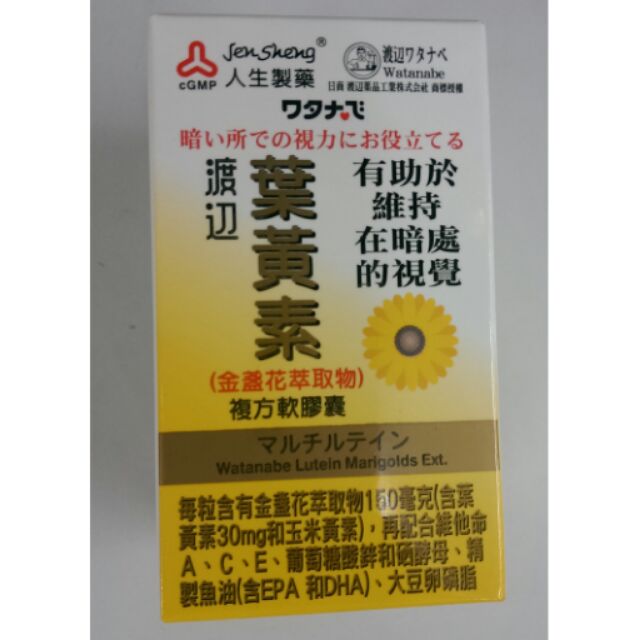 Jen Sheng®
cGMP 人生製藥
渡辺ワタナベ
Watanabe
日商 渡辺藥品工業株式会社 商標授權
ワタナベ
暗い所での視力にお役立てる
渡辺
葉黃素
有助於
維持
在暗處
的視覺
(金盞花萃取物)
複方軟膠囊
マルチルテイン
Watanabe Lutein Marigolds Ext.
每粒含有金盞花萃取物150毫克(含葉
黃素30mg和玉米黃素)，再配合維他命
A、C、E、葡萄糖酸鋅和硒酵母、精
製魚油(含EPA 和DHA)、大豆卵磷脂